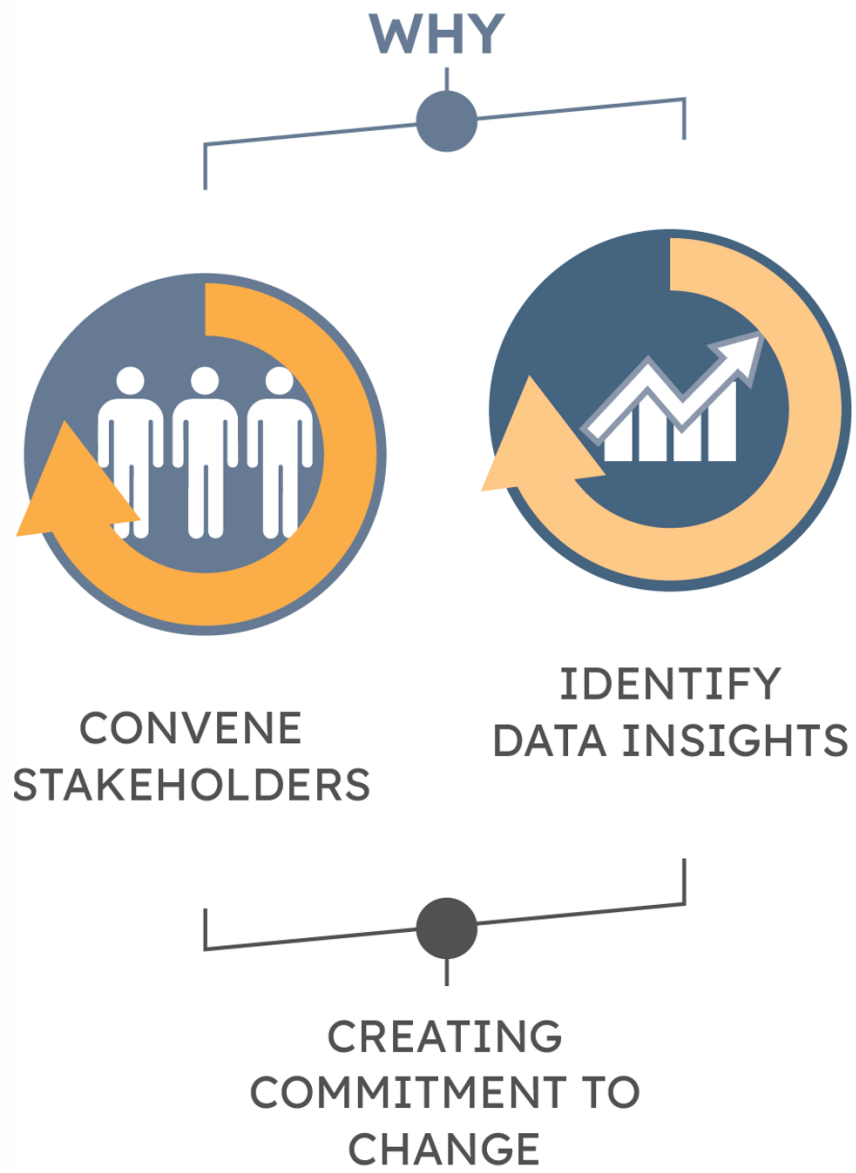 WHY
CONVENE
STAKEHOLDERS
IDENTIFY
DATA INSIGHTS
CREATING
COMMITMENT TO
CHANGE